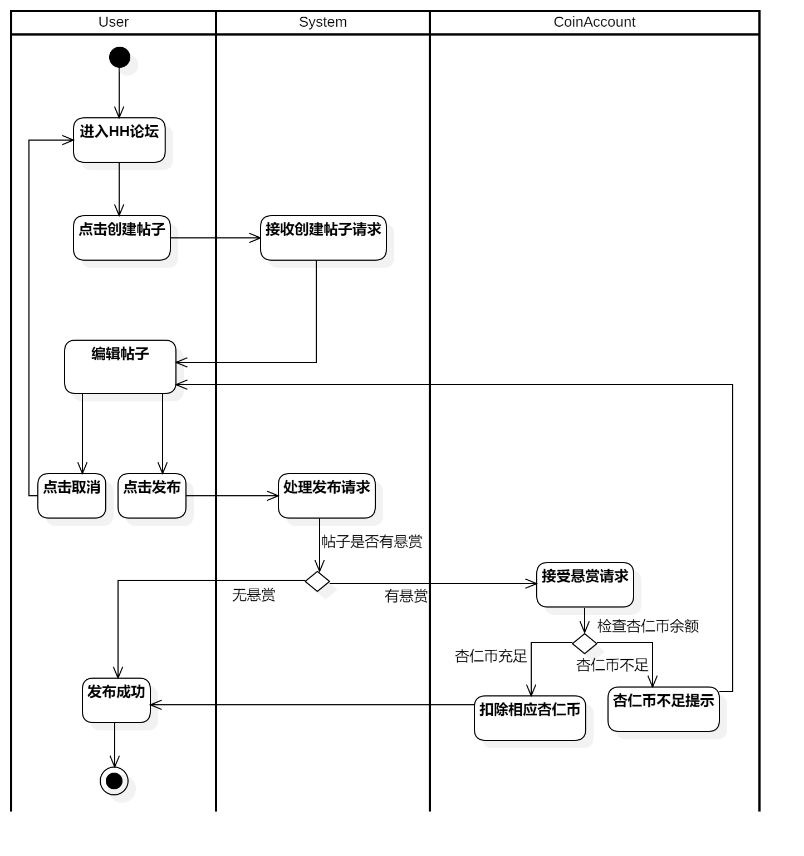 User
System
CoinAccount
进入HH论坛
点击创建帖子
接收创建帖子请求
编辑帖子
点击取消
点击发布
处理发布请求
帖子是否有悬赏
无悬赏
有悬赏
接受悬赏请求
检查杏仁币余额
杏仁币充足
杏仁币不足
发布成功
扣除相应杏仁币
杏仁币不足提示